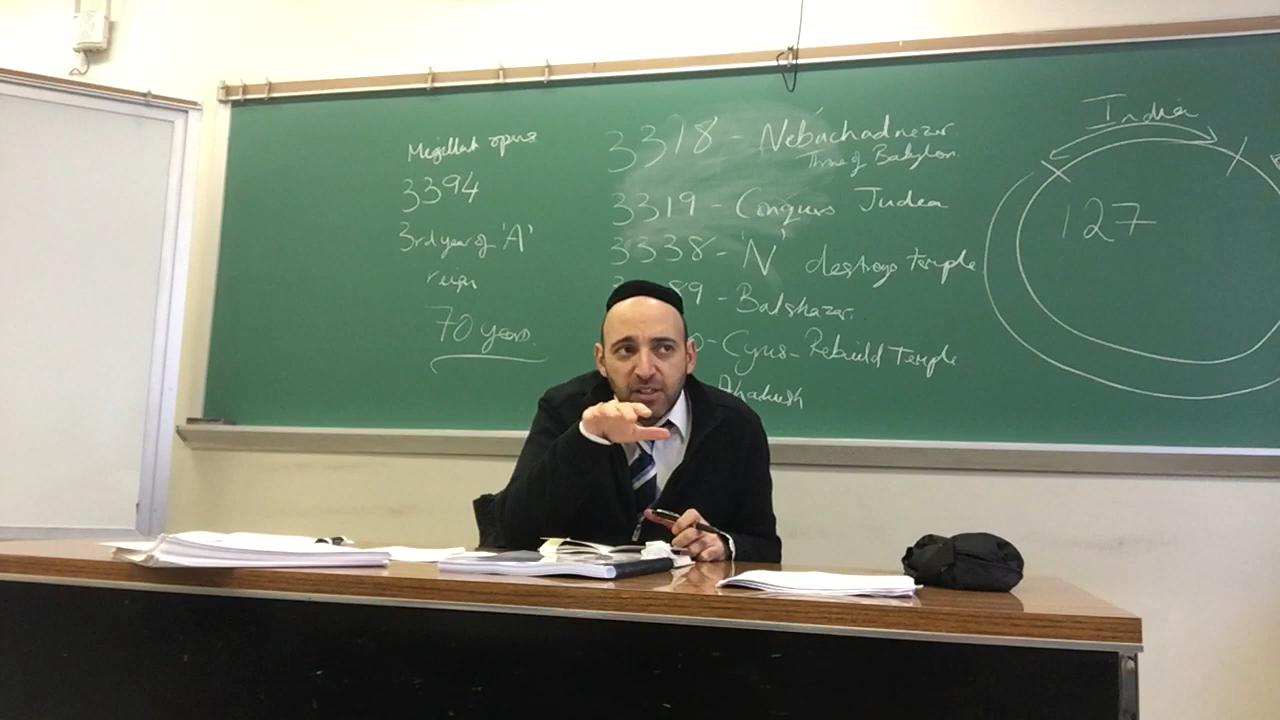 Megillah opens
3394
3rd year of 'A'
reign
70 years.
3318 - Nebuchadnezar
Throne of Babylon.
3319 - Conquers Judea
3338 - 'N' destroys temple
89 - Balshazar.
0 - Cyrus - Rebuild Temple
India
127